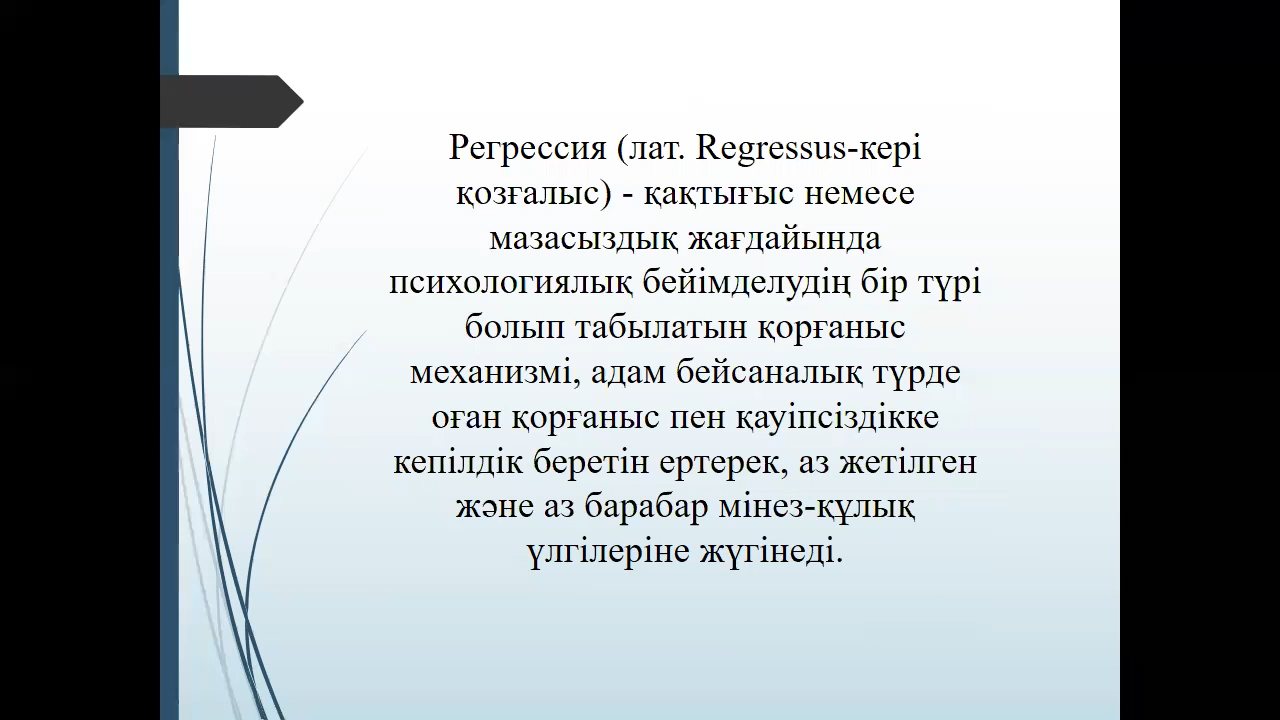 Регрессия (лат. Regressus-кері
қозғалыс) - қақтығыс немесе
мазасыздық жағдайында
психологиялық бейімделудің бір түрі
болып табылатын қорғаныс
механизмі, адам бейсаналық түрде
оған қорғаныс пен қауіпсіздікке
кепілдік беретін ертерек, аз жетілген
және аз барабар мінез-құлық
үлгілеріне жүгінеді.